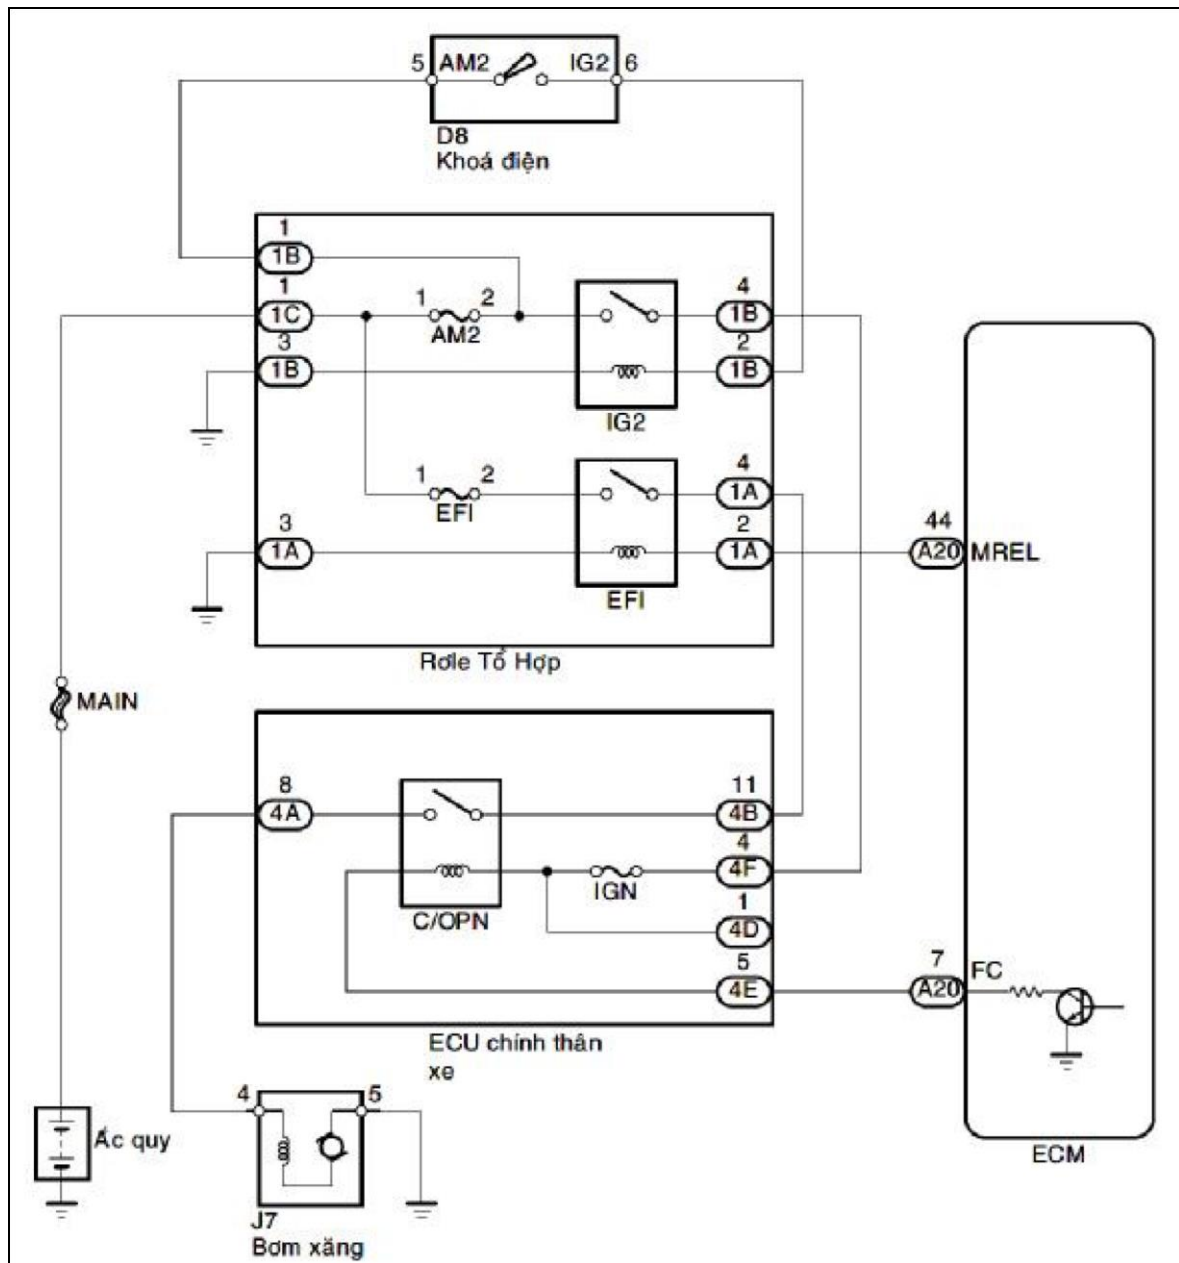 5 AM2 IG2 6
D8
Khoá điện
1
1B
1
1C
1 2
AM2
4
1B
3
1B
2
1B
IG2
1 2
EFI
4
1A
3
1A
2
1A
EFI
44
A20 MREL
Rơle Tổ Hợp
MAIN
8
4A
11
4B
4
4F
IGN
C/OPN
1
4D
5
4E
7
A20 FC
ECU chính thân
xe
4 5
Ắc quy
ECM
J7
Bơm xăng